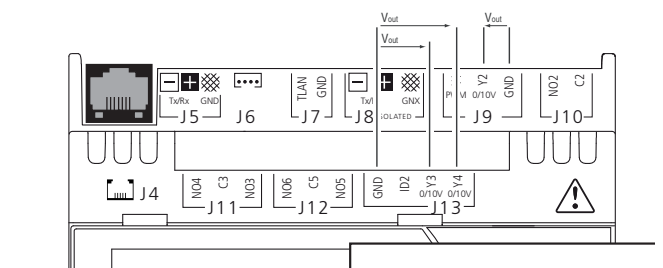 Vout Vout
Vout
TLAN GND Y2 GND NO2 C2
Tx/Rx GND GNX 0/10V
J5 J6 J7 J8 ISOLATED J9 J10
J4
NO4 C3 NO3 NO6 C5 NO5 GND ID2 Y3 Y4
0/10V 0/10V
J11 J12 J13